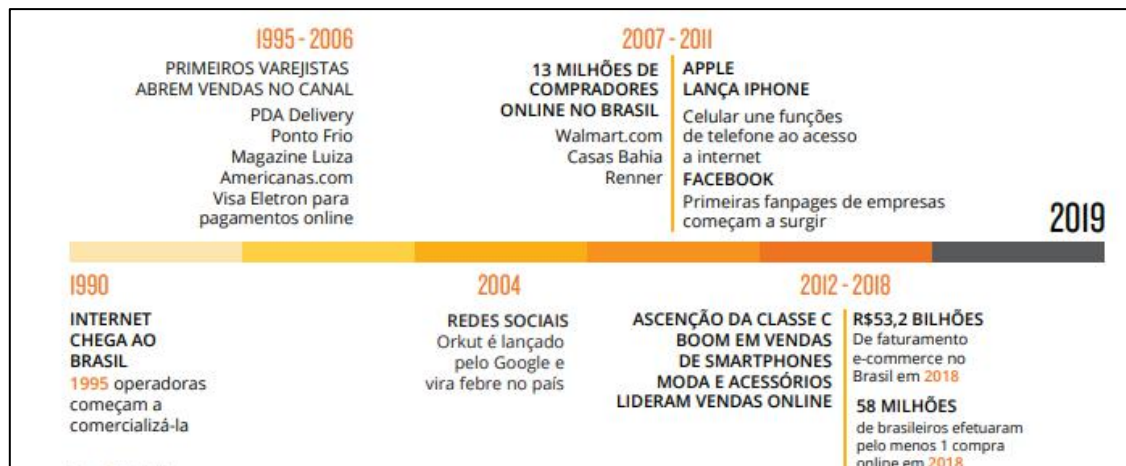 1995 - 2006
PRIMEIROS VAREJISTAS
ABREM VENDAS NO CANAL
PDA Delivery
Ponto Frio
Magazine Luiza
Americanas.com
Visa Eletron para
pagamentos online
2007 - 2011
13 MILHÕES DE
COMPRADORES
ONLINE NO BRASIL
Walmart.com
Casas Bahia
Renner
APPLE
LANÇA IPHONE
Celular une funções
de telefone ao acesso
a internet
FACEBOOK
Primeiras fanpages de empresas
começam a surgir
2019
1990
INTERNET
CHEGA AO
BRASIL
1995 operadoras
começam a
comercializá-la
2004
REDES SOCIAIS
Orkut é lançado
pelo Google e
vira febre no país
2012 - 2018
ASCENÇÃO DA CLASSE C
BOOM EM VENDAS
DE SMARTPHONES
MODA E ACESSÓRIOS
LIDERAM VENDAS ONLINE
R$53,2 BILHÕES
De faturamento
e-commerce no
Brasil em 2018
58 MILHÕES
de brasileiros efetuaram
pelo menos 1 compra
online em 2018